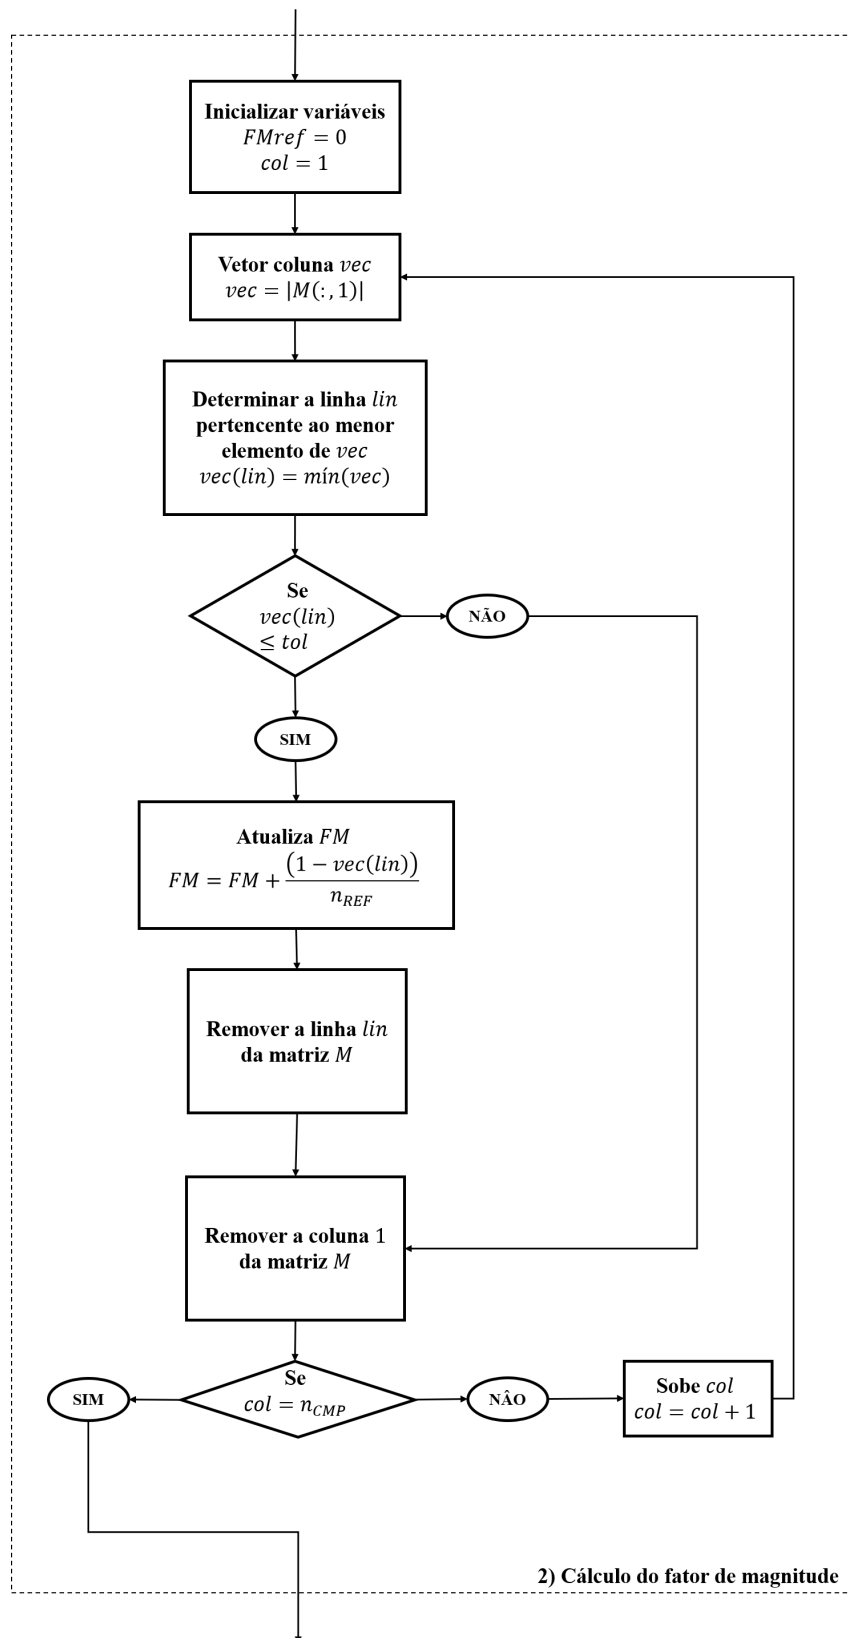 Inicializar variáveis
FMref = 0
col = 1
Vetor coluna vec
vec = |M(:,1)|
Determinar a linha lin
pertencente ao menor
elemento de vec
vec(lin) = mín(vec)
Se
vec(lin)
≤ tol
NÃO
SIM
Atualiza FM
FM = FM + (1 − vec(lin)) / n_REF
Remover a linha lin
da matriz M
Remover a coluna 1
da matriz M
Se
col = n_CMP
SIM
NÂO
Sobe col
col = col + 1
2) Cálculo do fator de magnitude